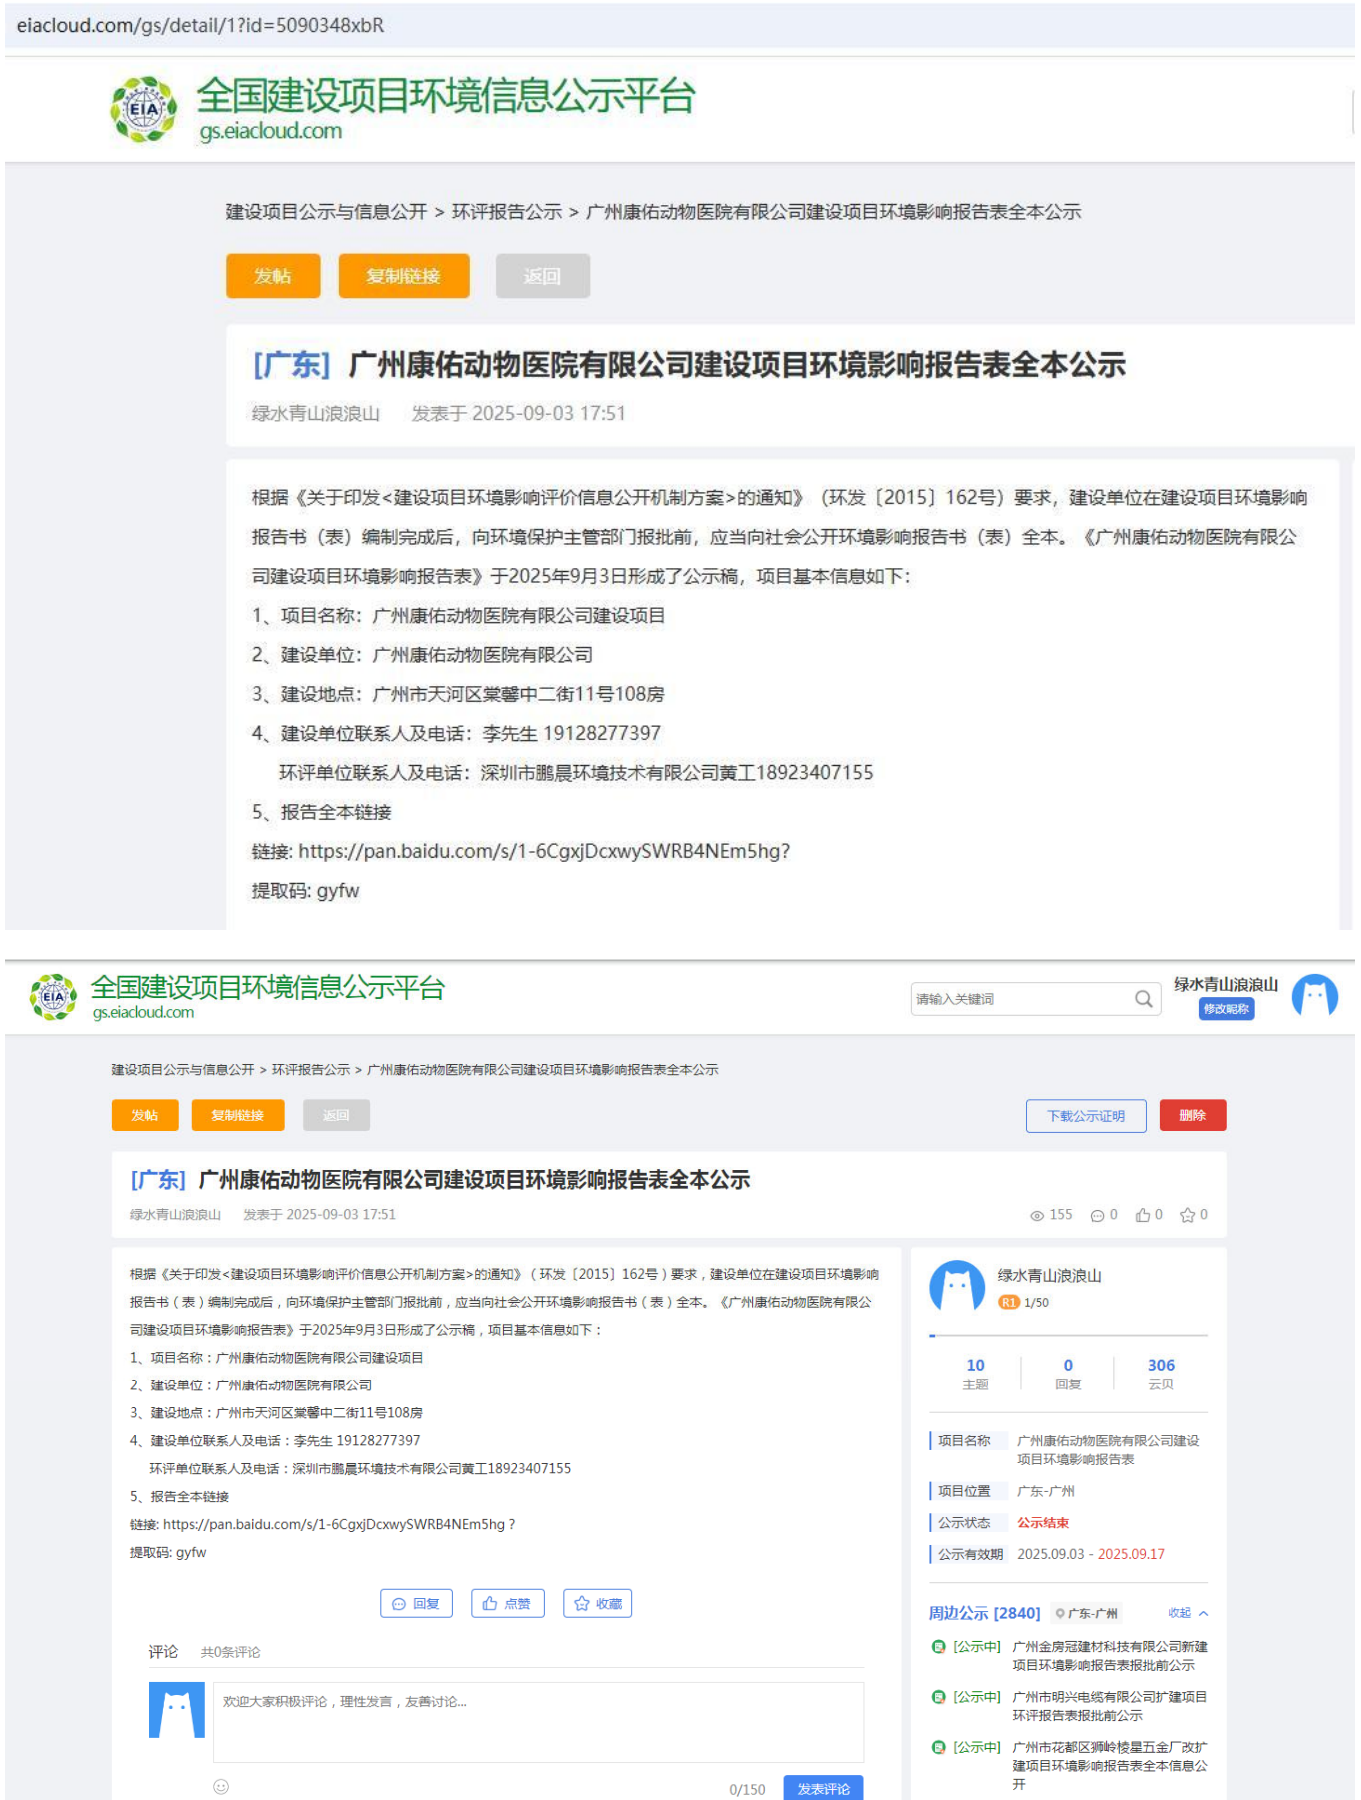 eiacloud.com/gs/detail/1?id=5090348xbR
EIA
全国建设项目环境信息公示平台
gs.eiacloud.com
建设项目公示与信息公开 > 环评报告公示 > 广州康佑动物医院有限公司建设项目环境影响报告表全本公示
发帖 复制链接 返回
[广东] 广州康佑动物医院有限公司建设项目环境影响报告表全本公示
绿水青山浪浪山 发表于 2025-09-03 17:51
根据《关于印发<建设项目环境影响评价信息公开机制方案>的通知》（环发〔2015〕162号）要求，建设单位在建设项目环境影响
报告书（表）编制完成后，向环境保护主管部门报批前，应当向社会公开环境影响报告书（表）全本。《广州康佑动物医院有限公
司建设项目环境影响报告表》于2025年9月3日形成了公示稿，项目基本信息如下：
1、项目名称：广州康佑动物医院有限公司建设项目
2、建设单位：广州康佑动物医院有限公司
3、建设地点：广州市天河区棠馨中二街11号108房
4、建设单位联系人及电话：李先生 19128277397
环评单位联系人及电话：深圳市鹏晨环境技术有限公司黄工18923407155
5、报告全本链接
链接: https://pan.baidu.com/s/1-6CgxjDcxwySWRB4NEm5hg?
提取码: gyfw
EIA
全国建设项目环境信息公示平台
gs.eiacloud.com
请输入关键词
绿水青山浪浪山
修改昵称
建设项目公示与信息公开 > 环评报告公示 > 广州康佑动物医院有限公司建设项目环境影响报告表全本公示
发帖 复制链接 返回 下载公示证明 删除
[广东] 广州康佑动物医院有限公司建设项目环境影响报告表全本公示
绿水青山浪浪山 发表于 2025-09-03 17:51 155 0 0 0
根据《关于印发<建设项目环境影响评价信息公开机制方案>的通知》（环发〔2015〕162号）要求，建设单位在建设项目环境影响
报告书（表）编制完成后，向环境保护主管部门报批前，应当向社会公开环境影响报告书（表）全本。《广州康佑动物医院有限公
司建设项目环境影响报告表》于2025年9月3日形成了公示稿，项目基本信息如下：
1、项目名称：广州康佑动物医院有限公司建设项目
2、建设单位：广州康佑动物医院有限公司
3、建设地点：广州市天河区棠馨中二街11号108房
4、建设单位联系人及电话：李先生 19128277397
环评单位联系人及电话：深圳市鹏晨环境技术有限公司黄工18923407155
5、报告全本链接
链接: https://pan.baidu.com/s/1-6CgxjDcxwySWRB4NEm5hg？
提取码: gyfw
回复 点赞 收藏
评论 共0条评论
欢迎大家积极评论，理性发言，友善讨论...
0/150 发表评论
绿水青山浪浪山
R1 1/50
10 0 306
主题 回复 云贝
项目名称 广州康佑动物医院有限公司建设
项目环境影响报告表
项目位置 广东-广州
公示状态 公示结束
公示有效期 2025.09.03 - 2025.09.17
周边公示 [2840] 广东-广州 收起
[公示中] 广州金房冠建材科技有限公司新建
项目环境影响报告表报批前公示
[公示中] 广州市明兴电缆有限公司扩建项目
环评报告表报批前公示
[公示中] 广州市花都区狮岭棱星五金厂改扩
建项目环境影响报告表全本信息公
开